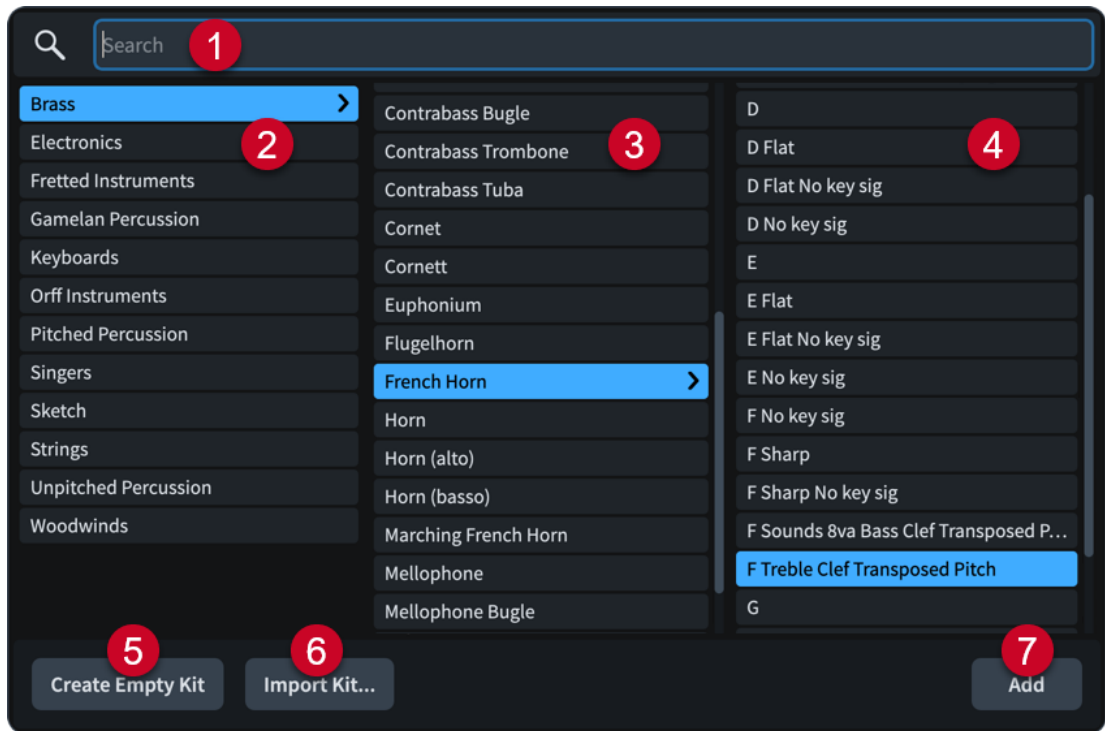 Search
1
Brass
Electronics
Fretted Instruments
Gamelan Percussion
Keyboards
Orff Instruments
Pitched Percussion
Singers
Sketch
Strings
Unpitched Percussion
Woodwinds
2
Contrabass Bugle
Contrabass Trombone
Contrabass Tuba
Cornet
Cornett
Euphonium
Flugelhorn
French Horn
Horn
Horn (alto)
Horn (basso)
Marching French Horn
Mellophone
Mellophone Bugle
3
D
D Flat
D Flat No key sig
D No key sig
E
E Flat
E Flat No key sig
E No key sig
F No key sig
F Sharp
F Sharp No key sig
F Sounds 8va Bass Clef Transposed P...
F Treble Clef Transposed Pitch
G
4
5
Create Empty Kit
6
Import Kit...
7
Add